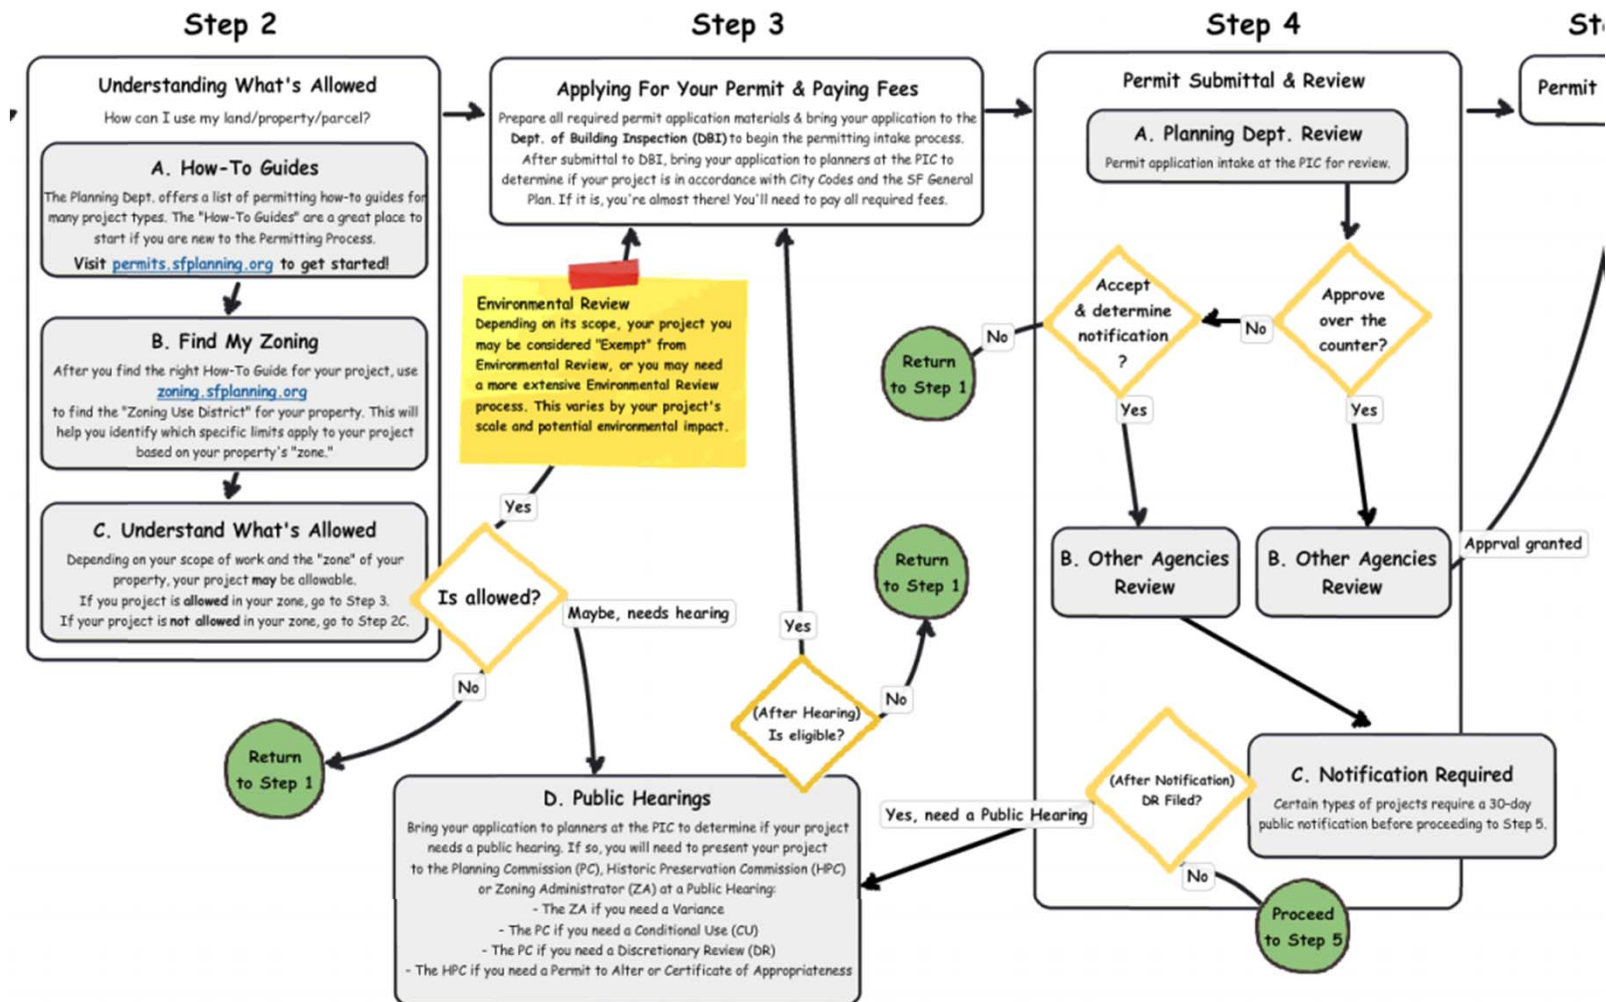 Step 2
Understanding What's Allowed
How can I use my land/property/parcel?
A. How-To Guides
The Planning Dept. offers a list of permitting how-to guides for
many project types. The "How-To Guides" are a great place to
start if you are new to the Permitting Process.
Visit permits.sfplanning.org to get started!
B. Find My Zoning
After you find the right How-To Guide for your project, use
zoning.sfplanning.org
to find the "Zoning Use District" for your property. This will
help you identify which specific limits apply to your project
based on your property's "zone."
C. Understand What's Allowed
Depending on your scope of work and the "zone" of your
property, your project may be allowable.
If you project is allowed in your zone, go to Step 3.
If your project is not allowed in your zone, go to Step 2C.
Is allowed?
Yes
Maybe, needs hearing
No
Return
to Step 1
Step 3
Applying For Your Permit & Paying Fees
Prepare all required permit application materials & bring your application to the
Dept. of Building Inspection (DBI) to begin the permitting intake process.
After submittal to DBI, bring your application to planners at the PIC to
determine if your project is in accordance with City Codes and the SF General
Plan. If it is, you're almost there! You'll need to pay all required fees.
Environmental Review
Depending on its scope, your project you
may be considered "Exempt" from
Environmental Review, or you may need
a more extensive Environmental Review
process. This varies by your project's
scale and potential environmental impact.
D. Public Hearings
Bring your application to planners at the PIC to determine if your project
needs a public hearing. If so, you will need to present your project
to the Planning Commission (PC), Historic Preservation Commission (HPC)
or Zoning Administrator (ZA) at a Public Hearing:
- The ZA if you need a Variance
- The PC if you need a Conditional Use (CU)
- The PC if you need a Discretionary Review (DR)
- The HPC if you need a Permit to Alter or Certificate of Appropriateness
(After Hearing)
Is eligible?
Yes
No
Return
to Step 1
Step 4
Permit Submittal & Review
A. Planning Dept. Review
Permit application intake at the PIC for review.
Approve
over the
counter?
No
Yes
Accept
& determine
notification
?
No
Return
to Step 1
Yes
B. Other Agencies
Review
B. Other Agencies
Review
Apprval granted
C. Notification Required
Certain types of projects require a 30-day
public notification before proceeding to Step 5.
(After Notification)
DR Filed?
Yes, need a Public Hearing
No
Proceed
to Step 5
Permit